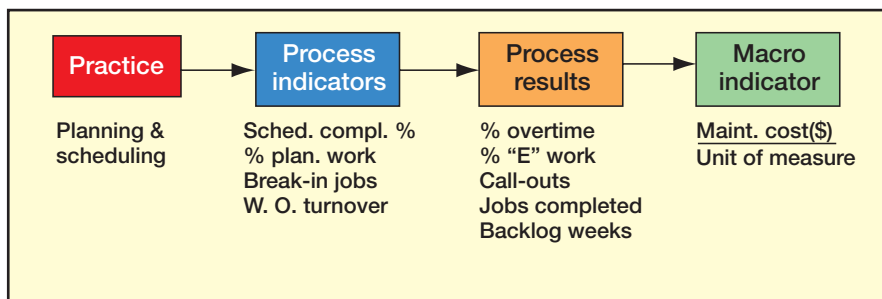 Practice
Process
indicators
Process
results
Macro
indicator
Planning &
scheduling
Sched. compl. %
% plan. work
Break-in jobs
W. O. turnover
% overtime
% “E” work
Call-outs
Jobs completed
Backlog weeks
Maint. cost($)
Unit of measure